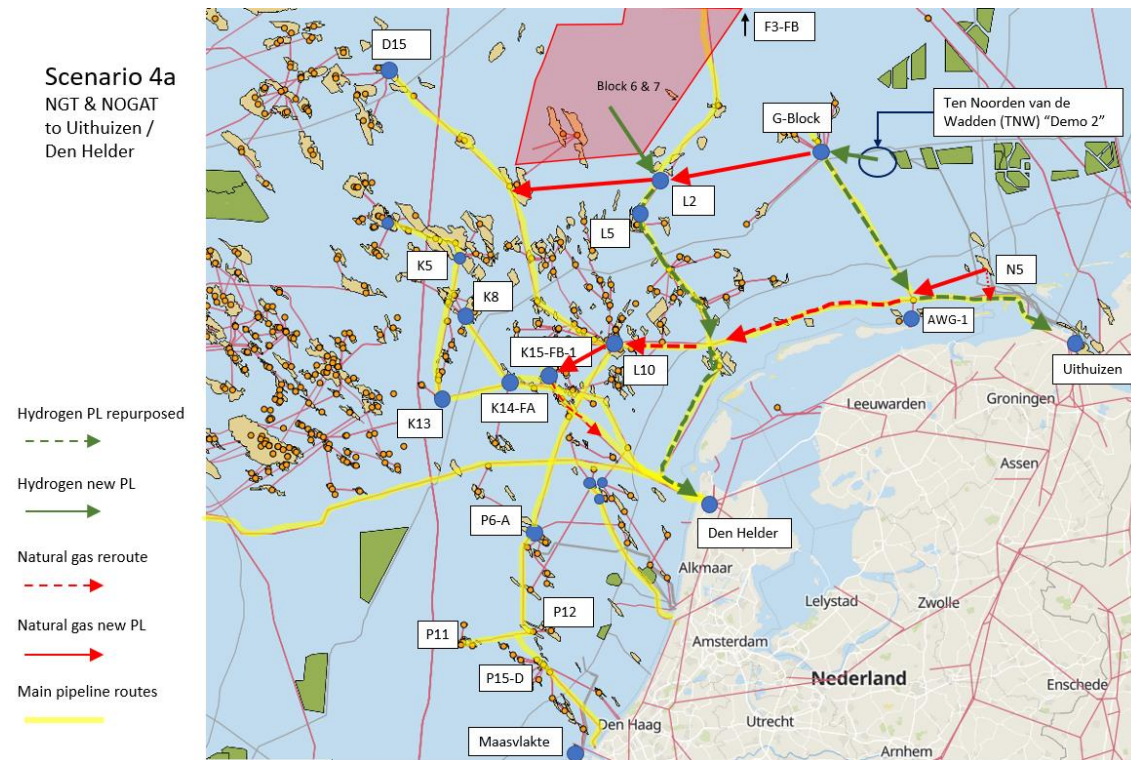 Scenario 4a
NGT & NOGAT
to Uithuizen /
Den Helder
Hydrogen PL repurposed
Hydrogen new PL
Natural gas reroute
Natural gas new PL
Main pipeline routes
F3-FB
D15
Block 6 & 7
G-Block
Ten Noorden van de
Wadden (TNW) “Demo 2”
L2
L5
K5
N5
K8
AWG-1
K15-FB-1
L10
Uithuizen
K14-FA
K13
Leeuwarden
Groningen
Assen
P6-A
Den Helder
Alkmaar
Lelystad
Zwolle
P12
P11
Amsterdam
P15-D
Nederland
Enschede
Den Haag
Utrecht
Maasvlakte
Arnhem